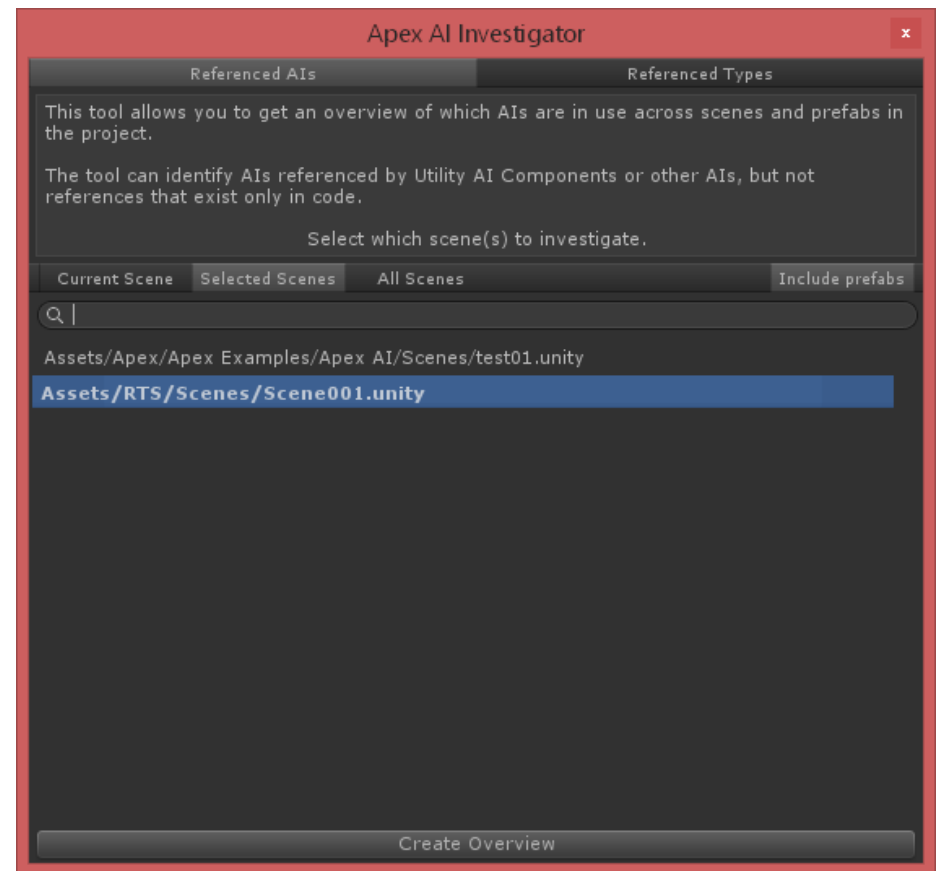 Apex AI Investigator
x
Referenced AIs
Referenced Types
This tool allows you to get an overview of which AIs are in use across scenes and prefabs in
the project.
The tool can identify AIs referenced by Utility AI Components or other AIs, but not
references that exist only in code.
Select which scene(s) to investigate.
Current Scene
Selected Scenes
All Scenes
Include prefabs
Assets/Apex/Apex Examples/Apex AI/Scenes/test01.unity
Assets/RTS/Scenes/Scene001.unity
Create Overview